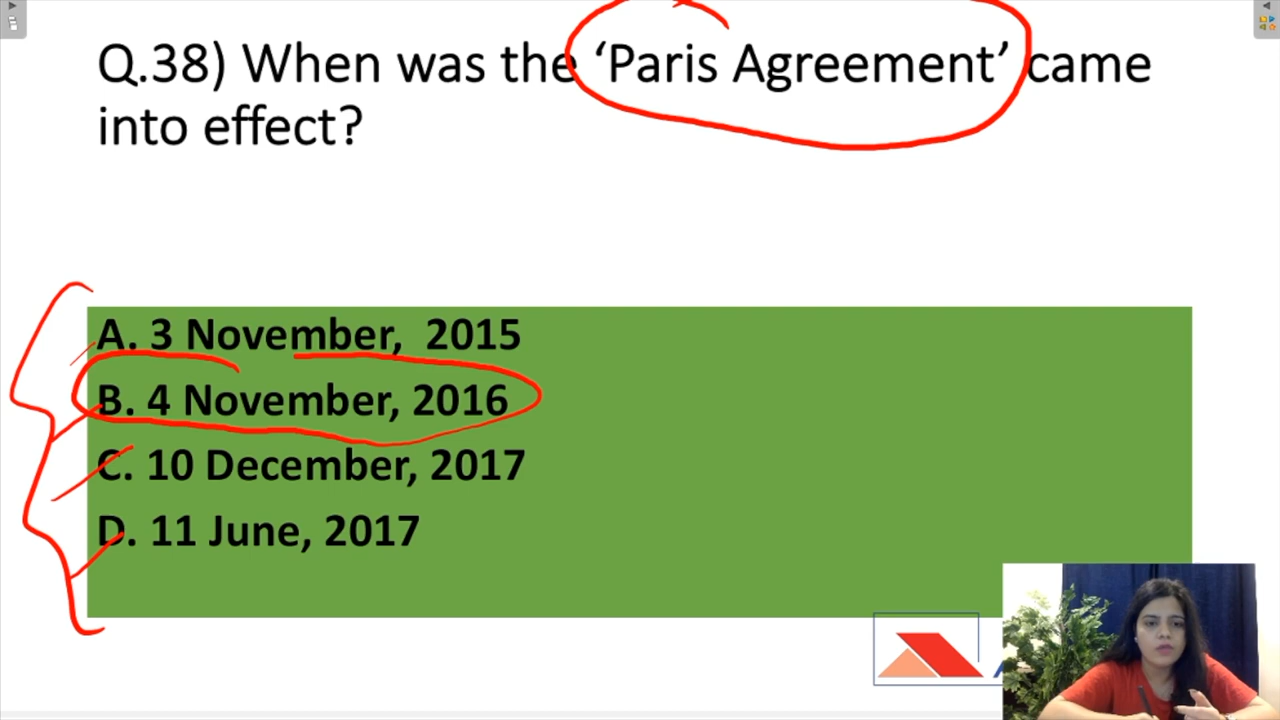 Q.38) When was the ‘Paris Agreement’ came
into effect?
A. 3 November, 2015
B. 4 November, 2016
C. 10 December, 2017
D. 11 June, 2017